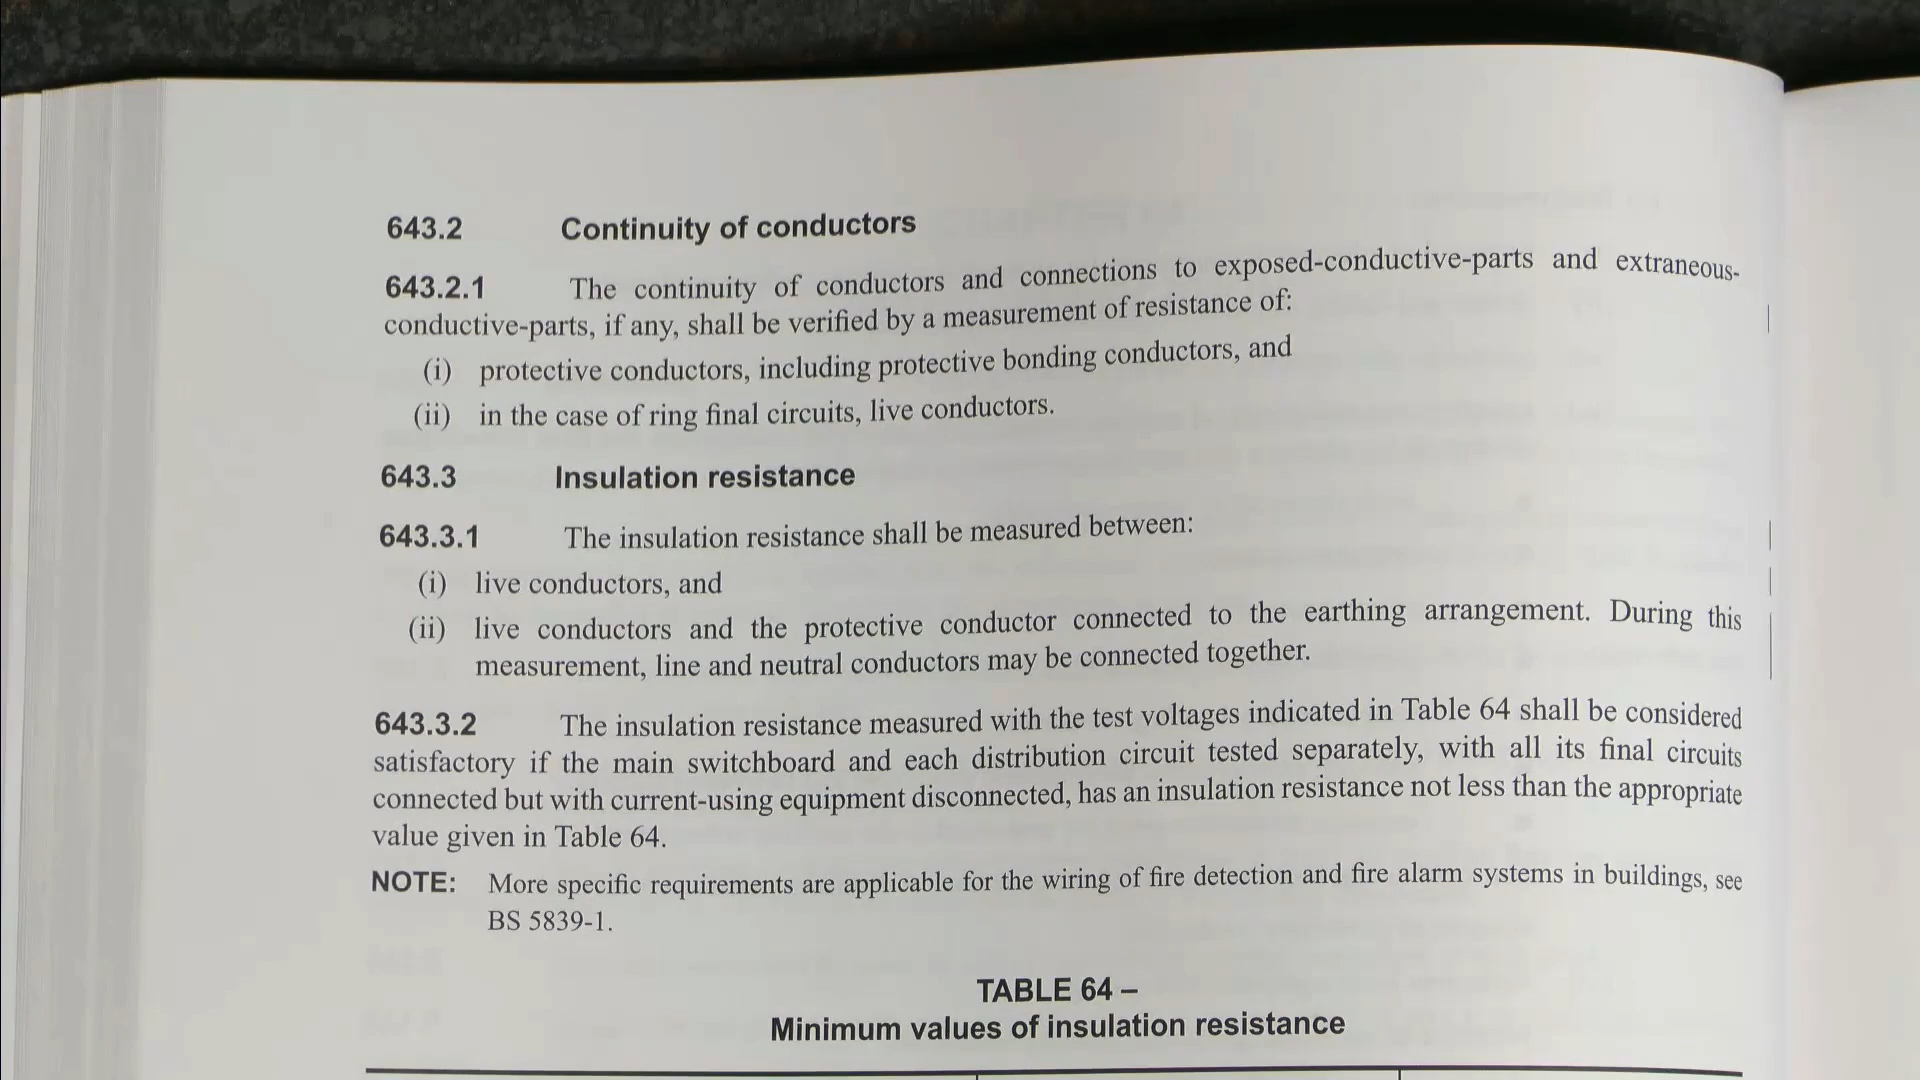 643.2 Continuity of conductors
643.2.1 The continuity of conductors and connections to exposed-conductive-parts and extraneous-
conductive-parts, if any, shall be verified by a measurement of resistance of:
(i) protective conductors, including protective bonding conductors, and
(ii) in the case of ring final circuits, live conductors.
643.3 Insulation resistance
643.3.1 The insulation resistance shall be measured between:
(i) live conductors, and
(ii) live conductors and the protective conductor connected to the earthing arrangement. During this
measurement, line and neutral conductors may be connected together.
643.3.2 The insulation resistance measured with the test voltages indicated in Table 64 shall be considered
satisfactory if the main switchboard and each distribution circuit tested separately, with all its final circuits
connected but with current-using equipment disconnected, has an insulation resistance not less than the appropriate
value given in Table 64.
NOTE: More specific requirements are applicable for the wiring of fire detection and fire alarm systems in buildings, see
BS 5839-1.
TABLE 64 –
Minimum values of insulation resistance